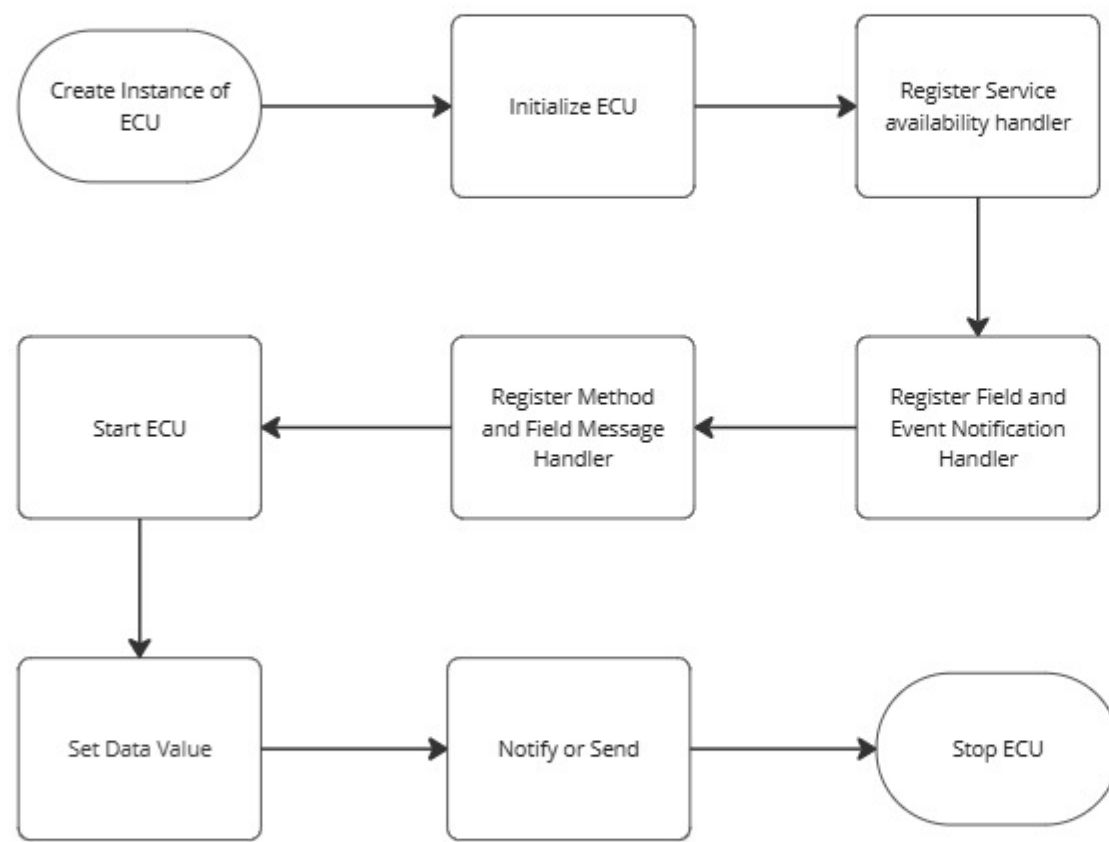 Create Instance of
ECU
Initialize ECU
Register Service
availability handler
Register Field and
Event Notification
Handler
Register Method
and Field Message
Handler
Start ECU
Set Data Value
Notify or Send
Stop ECU